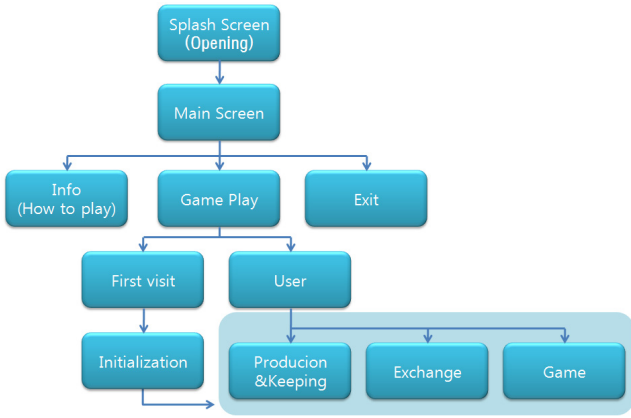 Splash Screen
(Opening)
Main Screen
Info
(How to play)
Game Play
Exit
First visit
User
Initialization
Producion
&Keeping
Exchange
Game